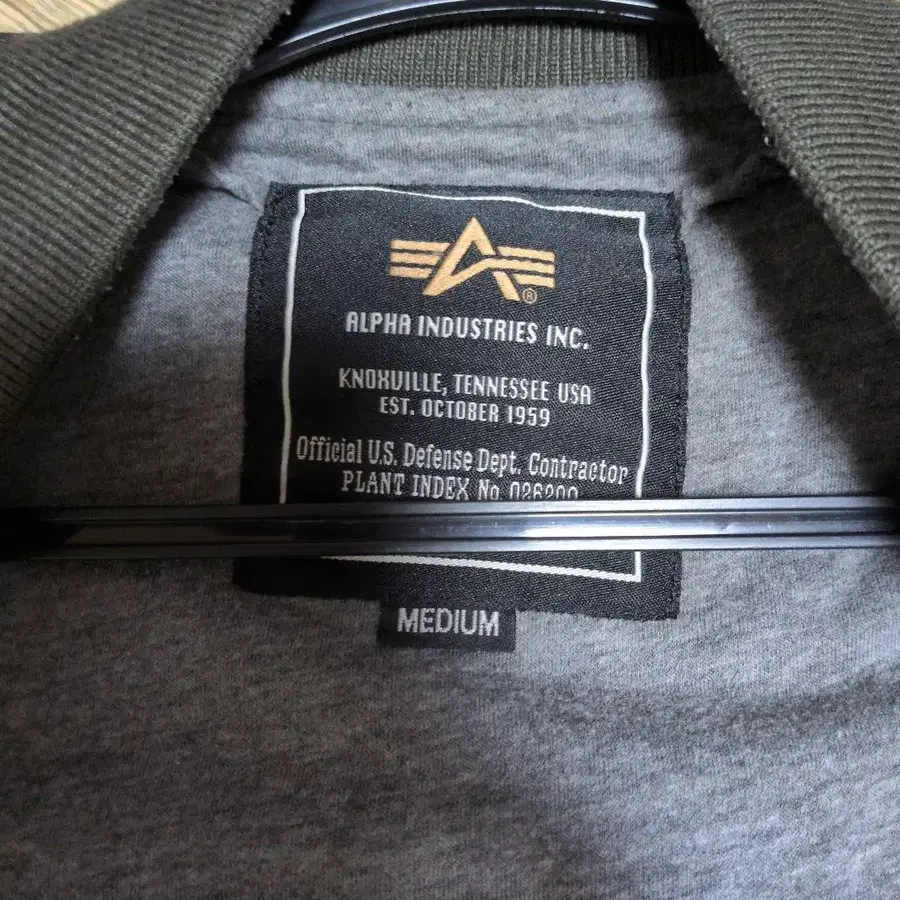 ALPHA INDUSTRIES INC.
KNOXVILLE, TENNESSEE USA
EST. OCTOBER 1959
Official U.S. Defense Dept. Contractor
PLANT INDEX No. 026200
MEDIUM